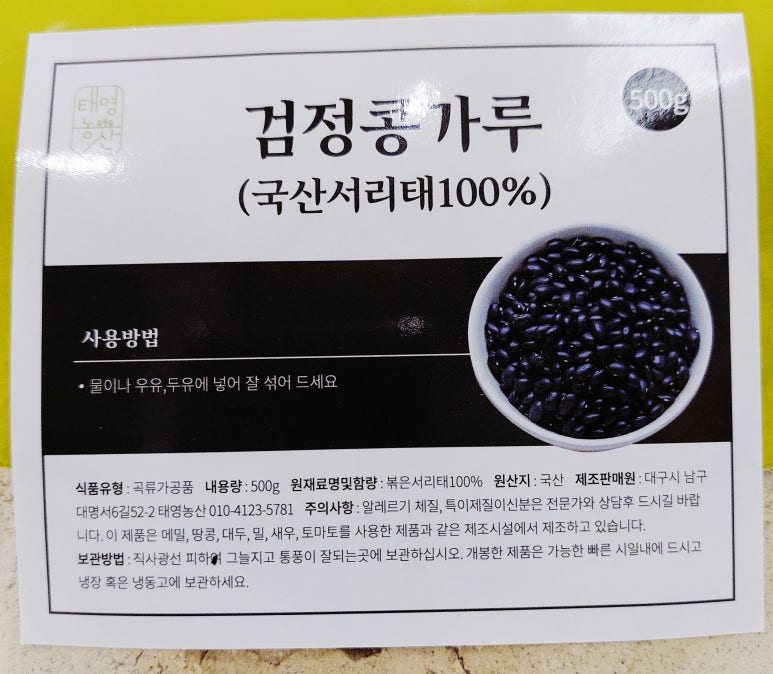 태영
농산
검정콩가루
500g
(국산서리태100%)
사용방법
• 물이나 우유,두유에 넣어 잘 섞어 드세요
식품유형 : 곡류가공품 내용량 : 500g 원재료명및함량 : 볶은서리태100% 원산지 : 국산 제조판매원 : 대구시 남구
대명서6길52-2 태영농산 010-4123-5781 주의사항 : 알레르기 체질, 특이제질이신분은 전문가와 상담후 드시길 바랍
니다. 이 제품은 메밀, 땅콩, 대두, 밀, 새우, 토마토를 사용한 제품과 같은 제조시설에서 제조하고 있습니다.
보관방법 : 직사광선 피하여 그늘지고 통풍이 잘되는곳에 보관하십시오. 개봉한 제품은 가능한 빠른 시일내에 드시고
냉장 혹은 냉동고에 보관하세요.